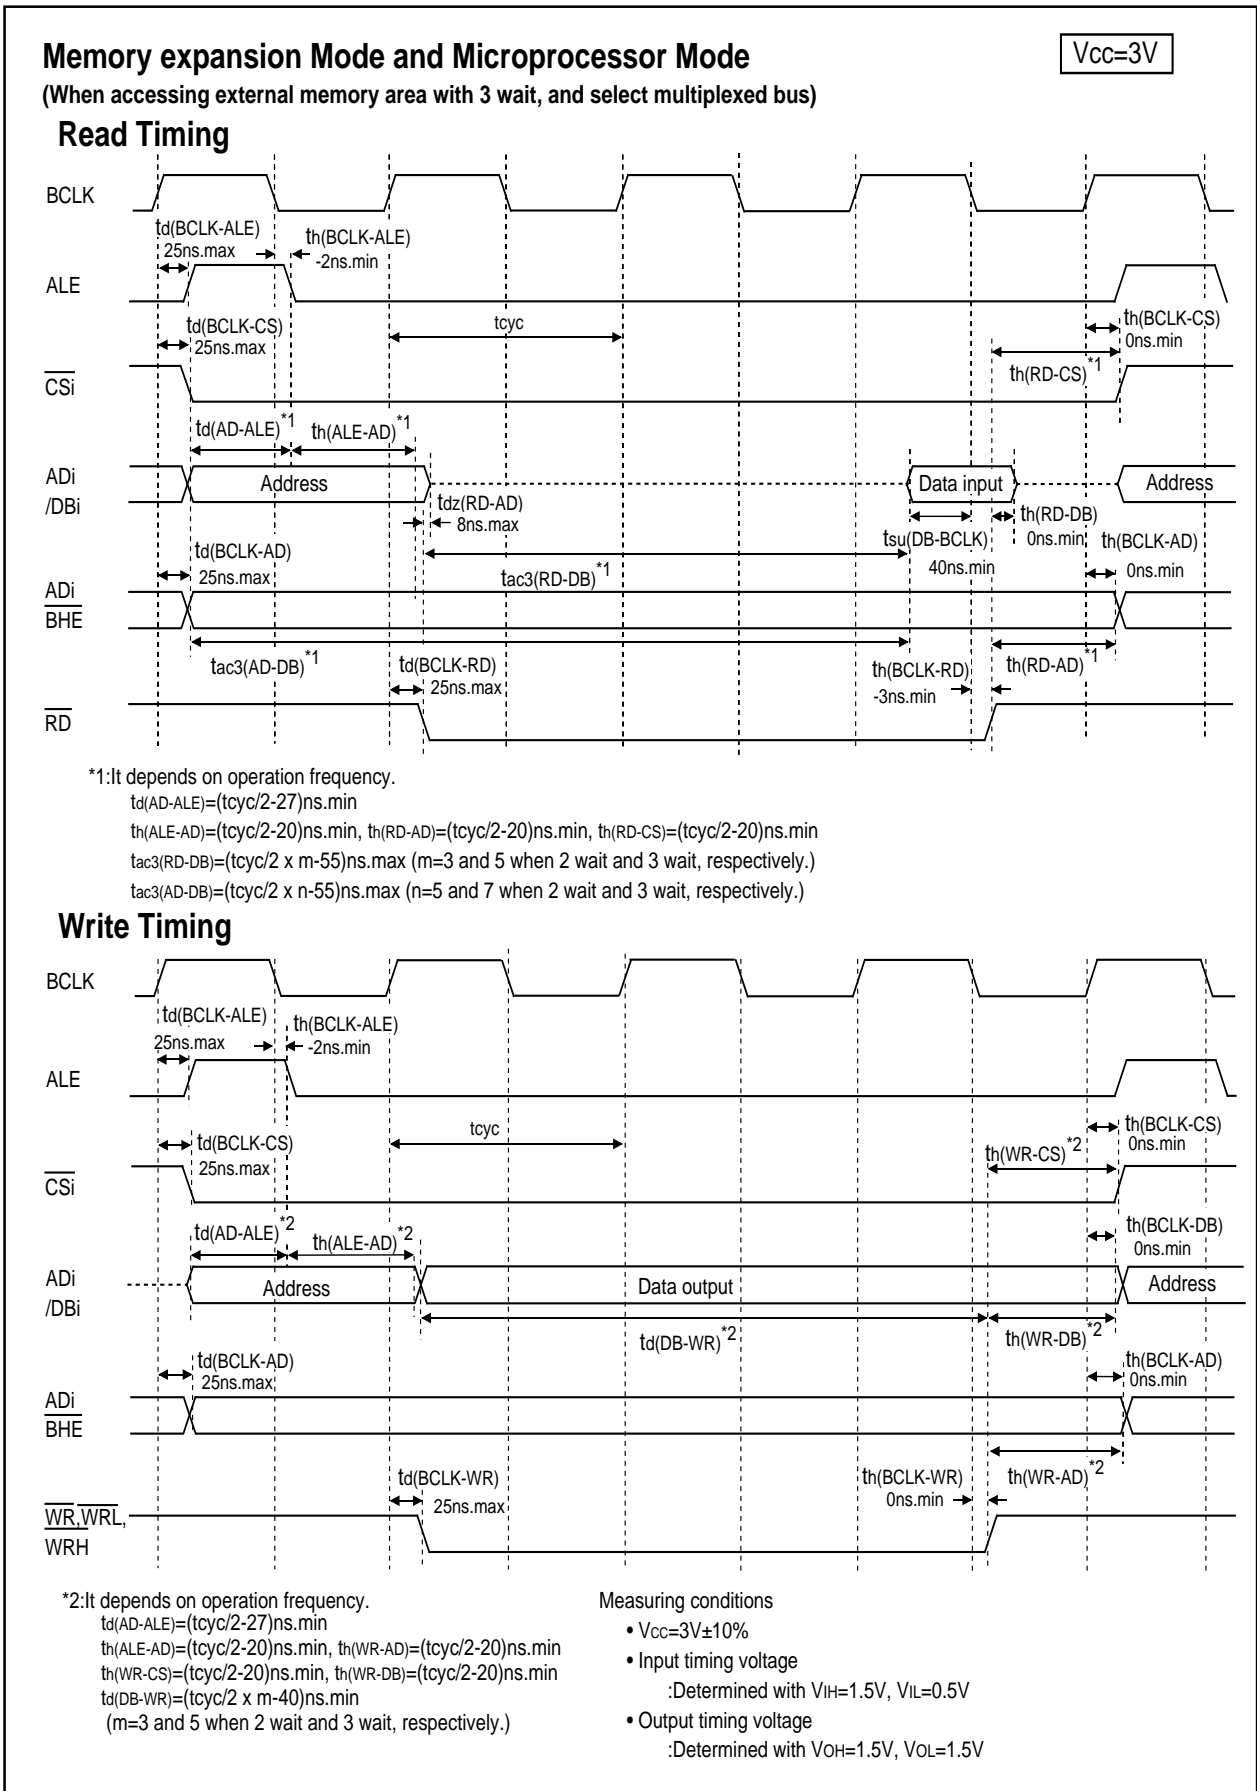 Memory expansion Mode and Microprocessor Mode
Vcc=3V
(When accessing external memory area with 3 wait, and select multiplexed bus)
Read Timing
BCLK
td(BCLK-ALE)
25ns.max
th(BCLK-ALE)
-2ns.min
ALE
td(BCLK-CS)
25ns.max
tcyc
th(BCLK-CS)
0ns.min
th(RD-CS)*1
CSi
td(AD-ALE)*1
th(ALE-AD)*1
ADi
/DBi
Address
Data input
Address
tdz(RD-AD)
8ns.max
th(RD-DB)
0ns.min
tsu(DB-BCLK)
40ns.min
td(BCLK-AD)
25ns.max
tac3(RD-DB)*1
th(BCLK-AD)
0ns.min
ADi
BHE
tac3(AD-DB)*1
td(BCLK-RD)
25ns.max
th(BCLK-RD)
-3ns.min
th(RD-AD)*1
RD
*1:It depends on operation frequency.
td(AD-ALE)=(tcyc/2-27)ns.min
th(ALE-AD)=(tcyc/2-20)ns.min, th(RD-AD)=(tcyc/2-20)ns.min, th(RD-CS)=(tcyc/2-20)ns.min
tac3(RD-DB)=(tcyc/2 x m-55)ns.max (m=3 and 5 when 2 wait and 3 wait, respectively.)
tac3(AD-DB)=(tcyc/2 x n-55)ns.max (n=5 and 7 when 2 wait and 3 wait, respectively.)
Write Timing
BCLK
td(BCLK-ALE)
25ns.max
th(BCLK-ALE)
-2ns.min
ALE
td(BCLK-CS)
25ns.max
tcyc
th(BCLK-CS)
0ns.min
th(WR-CS)*2
CSi
td(AD-ALE)*2
th(ALE-AD)*2
th(BCLK-DB)
0ns.min
ADi
/DBi
Address
Data output
Address
td(DB-WR)*2
th(WR-DB)*2
td(BCLK-AD)
25ns.max
th(BCLK-AD)
0ns.min
ADi
BHE
td(BCLK-WR)
25ns.max
th(BCLK-WR)
0ns.min
th(WR-AD)*2
WR,WRL,
WRH
*2:It depends on operation frequency.
td(AD-ALE)=(tcyc/2-27)ns.min
th(ALE-AD)=(tcyc/2-20)ns.min, th(WR-AD)=(tcyc/2-20)ns.min
th(WR-CS)=(tcyc/2-20)ns.min, th(WR-DB)=(tcyc/2-20)ns.min
td(DB-WR)=(tcyc/2 x m-40)ns.min
(m=3 and 5 when 2 wait and 3 wait, respectively.)
Measuring conditions
• VCC=3V±10%
• Input timing voltage
:Determined with VIH=1.5V, VIL=0.5V
• Output timing voltage
:Determined with VOH=1.5V, VOL=1.5V